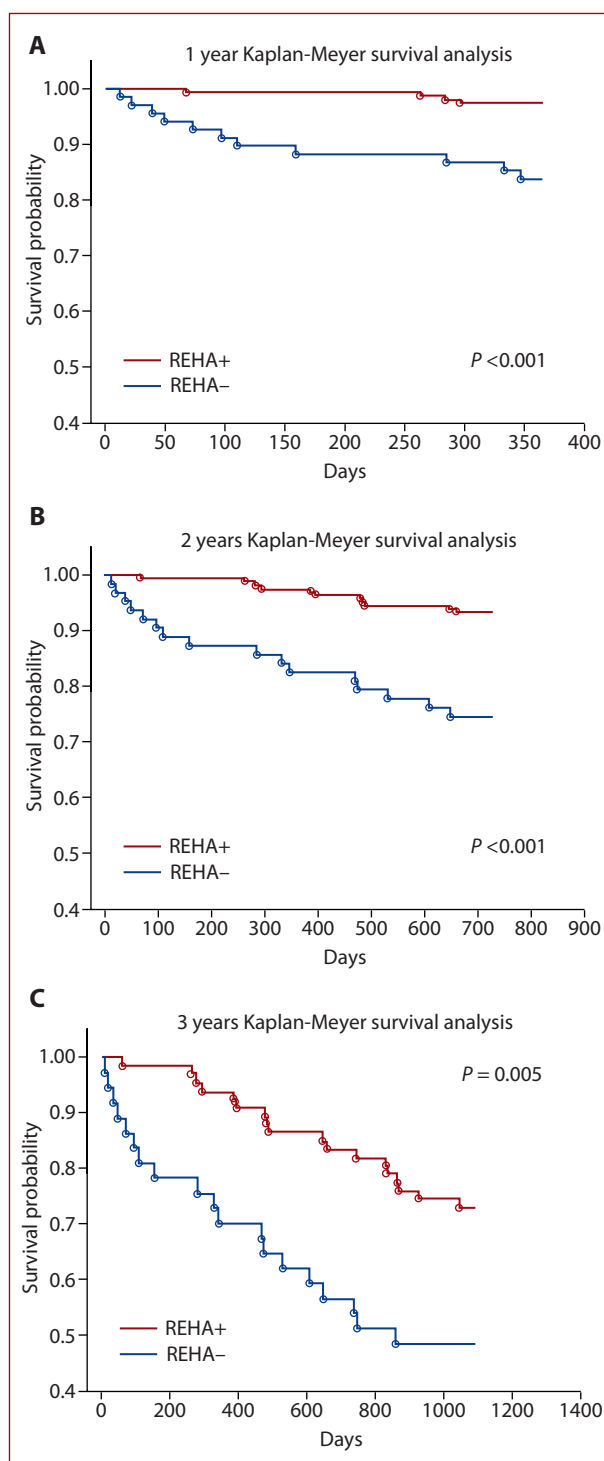 A
1 year Kaplan-Meyer survival analysis
1.00
0.9
0.8
0.7
0.6
0.5
0.4
Survival probability
REHA+
REHA–
P <0.001
0 50 100 150 200 250 300 350 400
Days
B
2 years Kaplan-Meyer survival analysis
1.00
0.9
0.8
0.7
0.6
0.5
0.4
Survival probability
REHA+
REHA–
P <0.001
0 100 200 300 400 500 600 700 800 900
Days
C
3 years Kaplan-Meyer survival analysis
P = 0.005
1.00
0.9
0.8
0.7
0.6
0.5
0.4
Survival probability
REHA+
REHA–
0 200 400 600 800 1000 1200 1400
Days